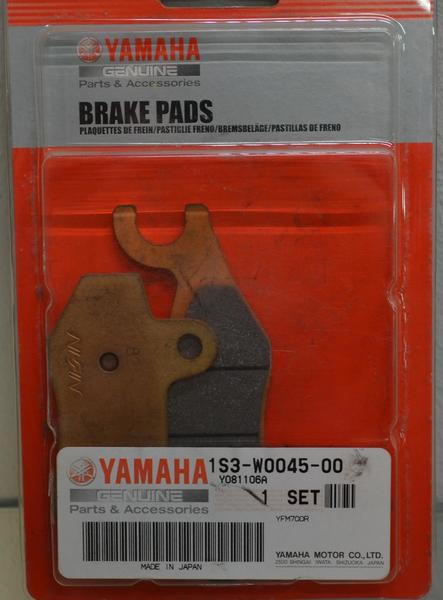 YAMAHA
GENUINE
Parts & Accessories
BRAKE PADS
PLAQUETTES DE FREIN/PASTIGLIE FRENO/BREMSBELÄGE/PASTILLAS DE FRENO
NISSIN
YAMAHA
GENUINE
Parts & Accessories
1S3-W0045-00
Y081106A
1 SET
YFM700R
MADE IN JAPAN
YAMAHA MOTOR CO.,LTD.
2500 SHINGAI IWATA SHIZUOKA JAPAN